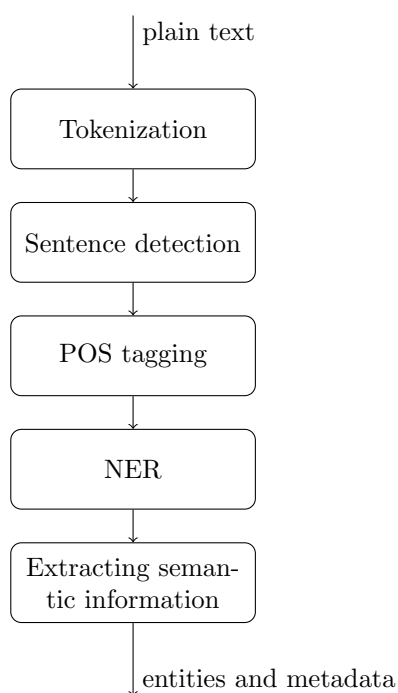 plain text
Tokenization
Sentence detection
POS tagging
NER
Extracting seman-
tic information
entities and metadata